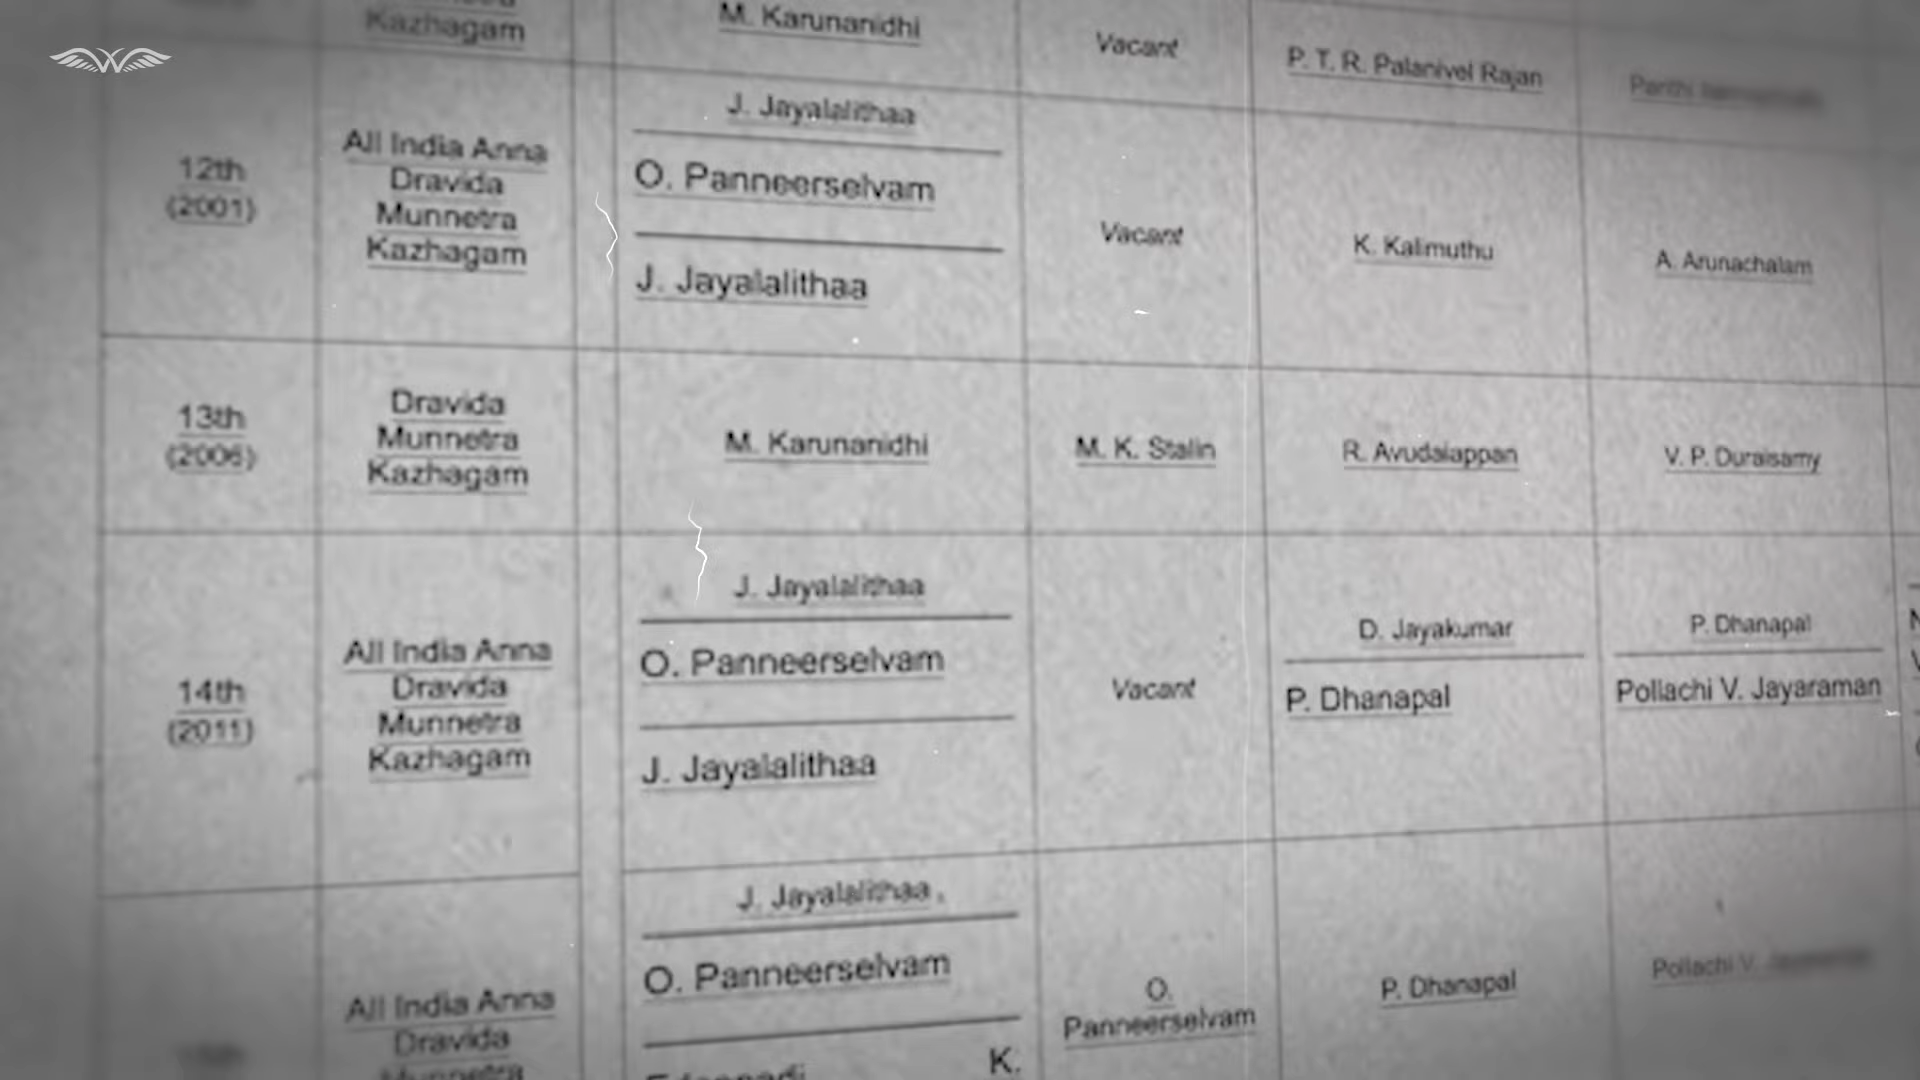 Kazhagam
M. Karunanidhi
Vacant
P. T. R. Palanivel Rajan
12th
(2001)
All India Anna
Dravida
Munnetra
Kazhagam
J. Jayalalithaa
O. Panneerselvam
J. Jayalalithaa
Vacant
K. Kalimuthu
A. Arunachalam
13th
(2006)
Dravida
Munnetra
Kazhagam
M. Karunanidhi
M. K. Stalin
R. Avudaiappan
V. P. Duraisamy
14th
(2011)
All India Anna
Dravida
Munnetra
Kazhagam
J. Jayalalithaa
O. Panneerselvam
J. Jayalalithaa
Vacant
D. Jayakumar
P. Dhanapal
P. Dhanapal
Pollachi V. Jayaraman
All India Anna
Dravida
Munnetra
J. Jayalalithaa
O. Panneerselvam
K.
O.
Panneerselvam
P. Dhanapal
Pollachi V.